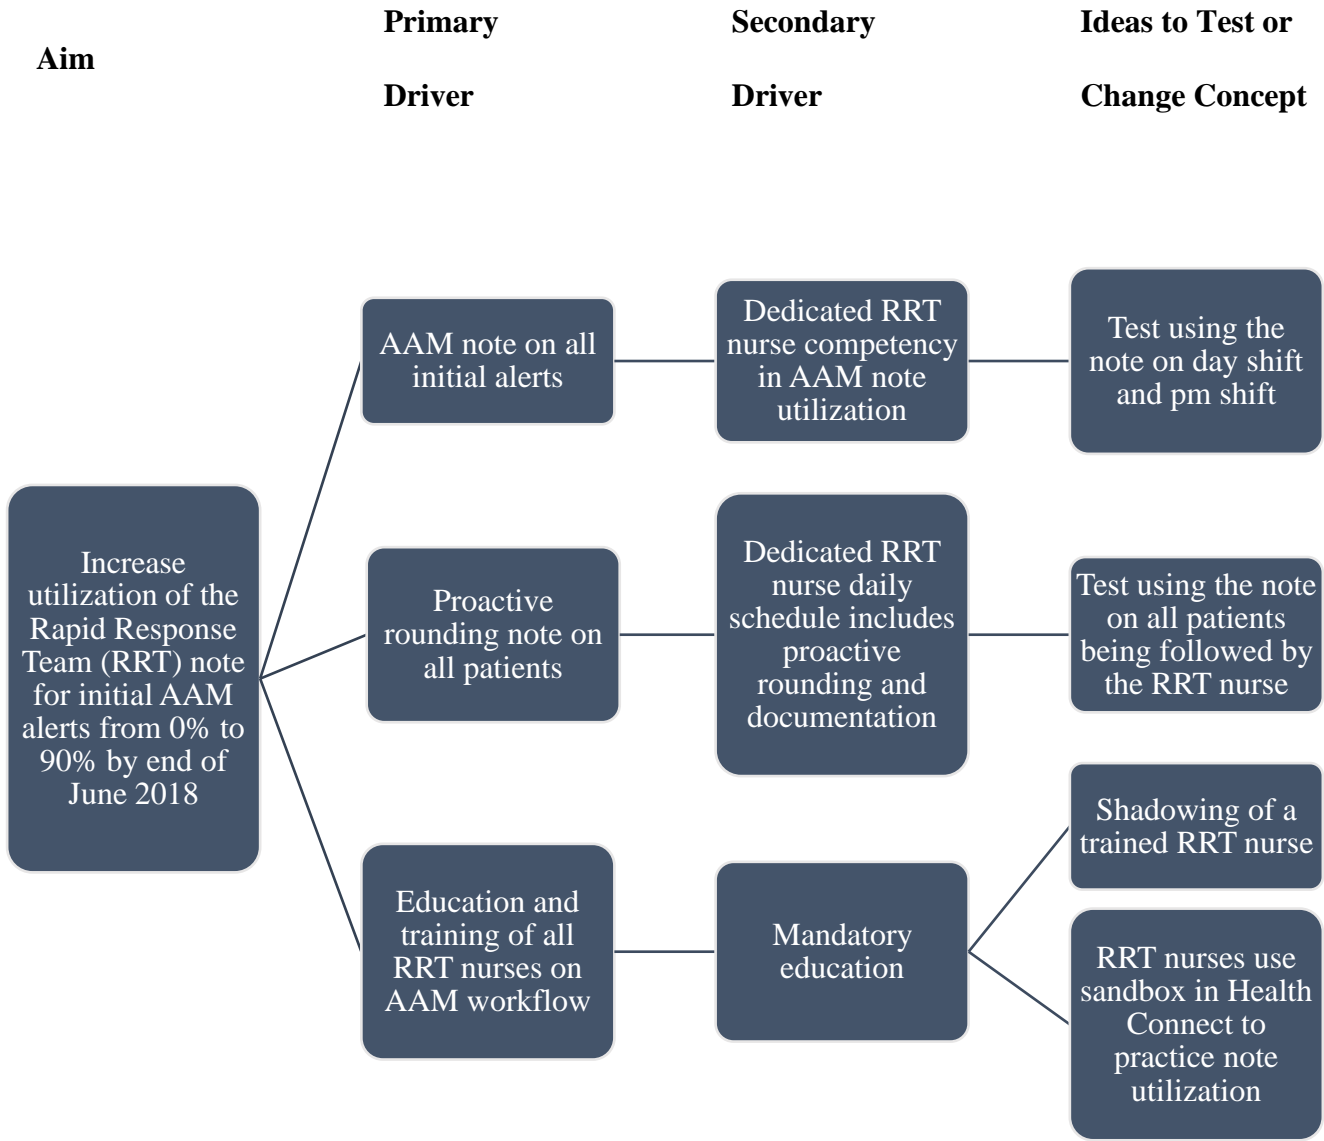 Aim
Primary
Driver
Secondary
Driver
Ideas to Test or
Change Concept
Increase
utilization of the
Rapid Response
Team (RRT) note
for initial AAM
alerts from 0% to
90% by end of
June 2018
AAM note on all
initial alerts
Dedicated RRT
nurse competency
in AAM note
utilization
Test using the
note on day shift
and pm shift
Proactive
rounding note on
all patients
Dedicated RRT
nurse daily
schedule includes
proactive
rounding and
documentation
Test using the note
on all patients
being followed by
the RRT nurse
Education and
training of all
RRT nurses on
AAM workflow
Mandatory
education
Shadowing of a
trained RRT nurse
RRT nurses use
sandbox in Health
Connect to
practice note
utilization